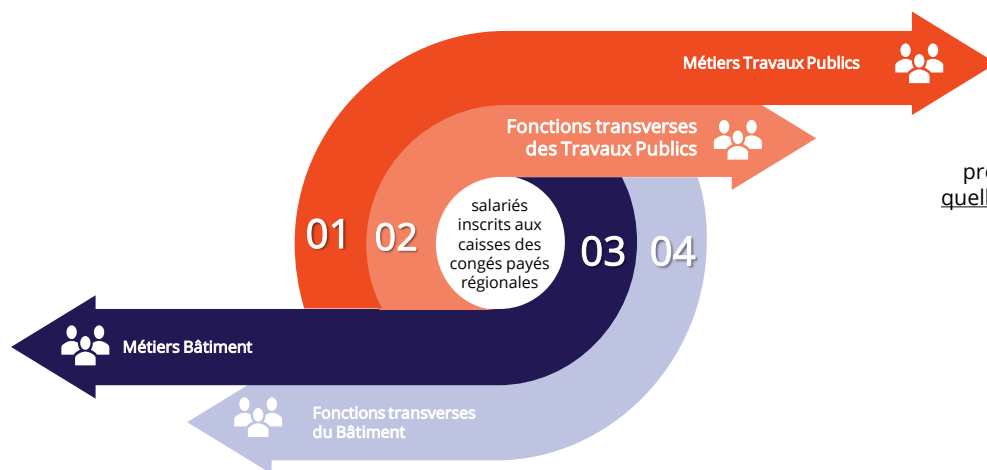 Métiers Travaux Publics
Fonctions transverses
des Travaux Publics
01
02
salariés
inscrits aux
caisses des
congés payés
régionales
03
04
Métiers Bâtiment
Fonctions transverses
du Bâtiment